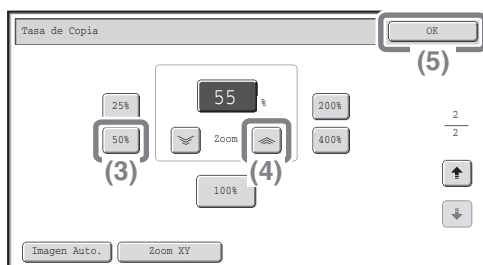 Tasa de Copia
OK
(5)
55 %
25%
200%
2
2
50%
Zoom
400%
(3)
(4)
100%
Imagen Auto.
Zoom XY